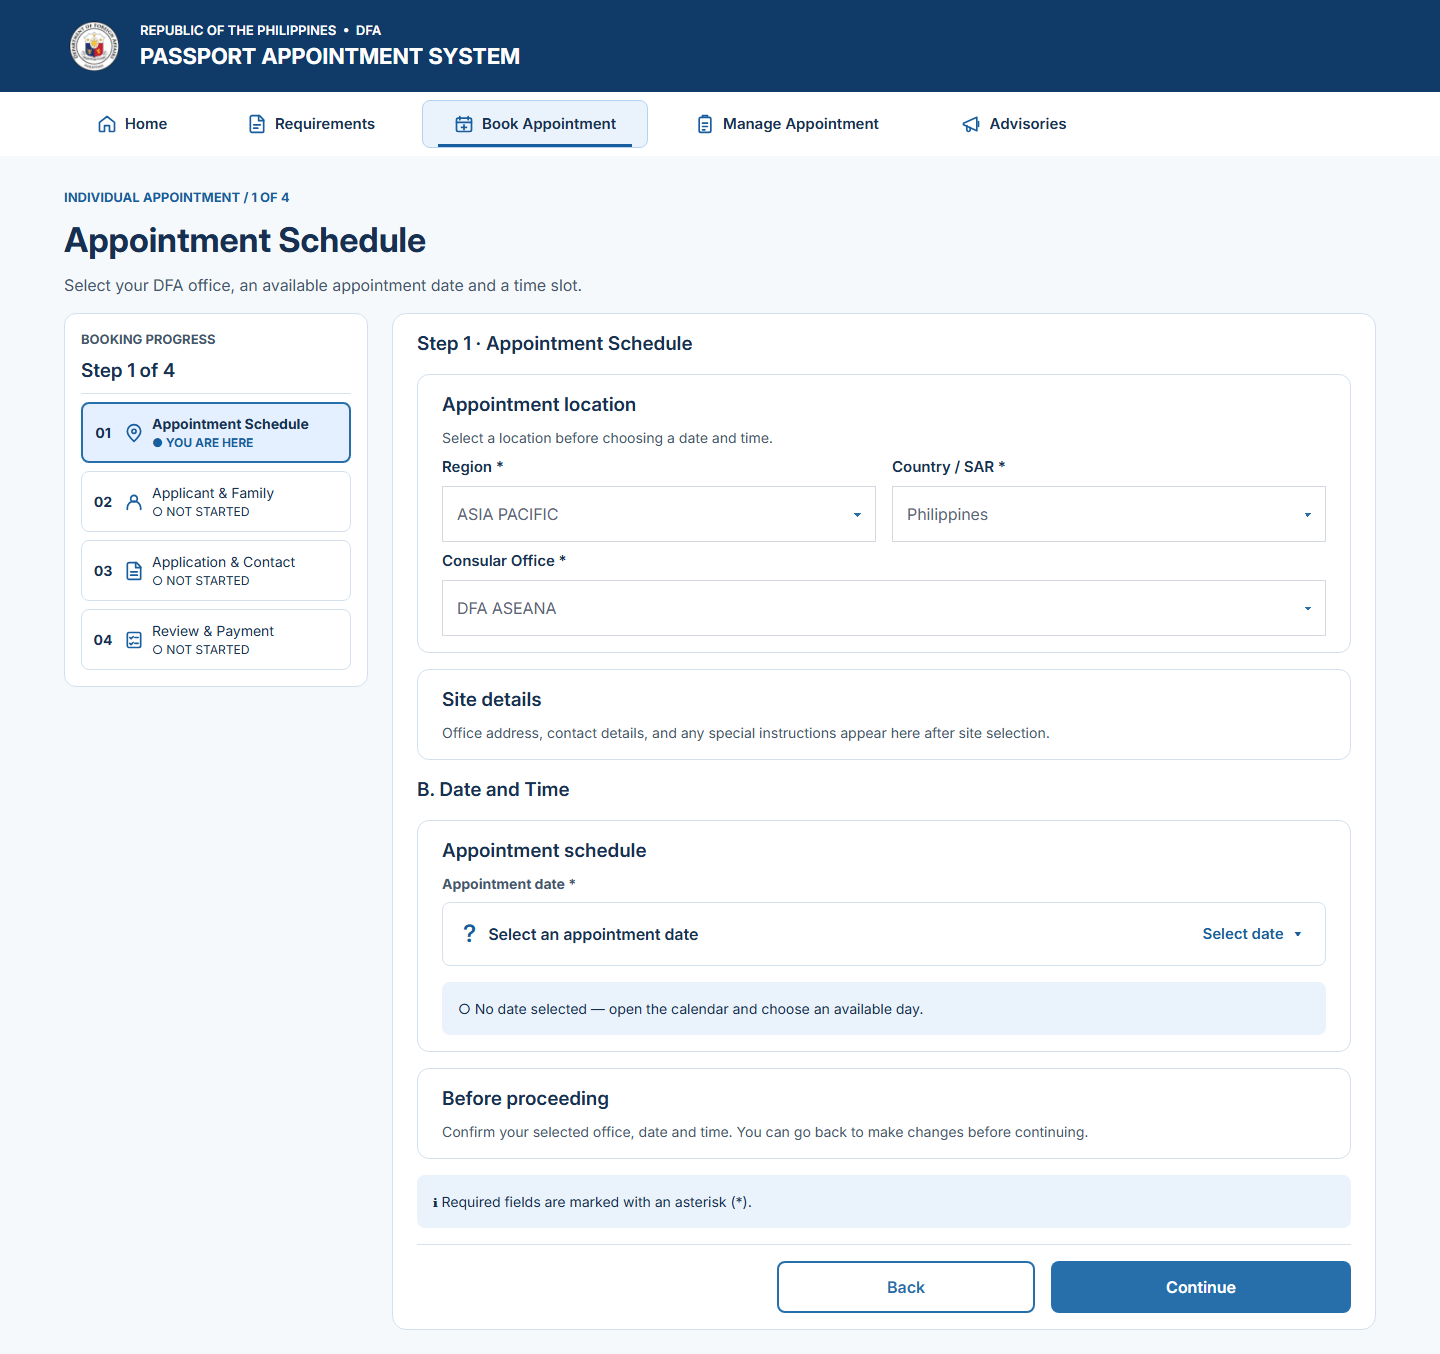 REPUBLIC OF THE PHILIPPINES • DFA
PASSPORT APPOINTMENT SYSTEM
Home
Requirements
Book Appointment
Manage Appointment
Advisories
INDIVIDUAL APPOINTMENT / 1 OF 4
Appointment Schedule
Select your DFA office, an available appointment date and a time slot.
BOOKING PROGRESS
Step 1 of 4
01
Appointment Schedule
● YOU ARE HERE
02
Applicant & Family
○ NOT STARTED
03
Application & Contact
○ NOT STARTED
04
Review & Payment
○ NOT STARTED
Step 1 · Appointment Schedule
Appointment location
Select a location before choosing a date and time.
Region *
Country / SAR *
ASIA PACIFIC
Philippines
Consular Office *
DFA ASEANA
Site details
Office address, contact details, and any special instructions appear here after site selection.
B. Date and Time
Appointment schedule
Appointment date *
? Select an appointment date
Select date
○ No date selected — open the calendar and choose an available day.
Before proceeding
Confirm your selected office, date and time. You can go back to make changes before continuing.
ℹ Required fields are marked with an asterisk (*).
Back
Continue